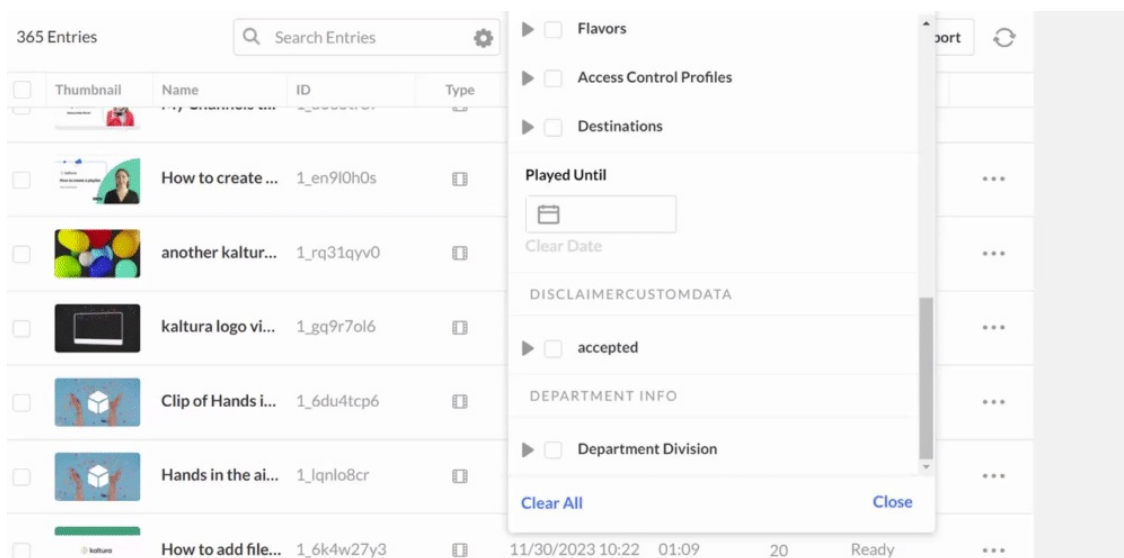 Flavors
365 Entries
Search Entries
port
Access Control Profiles
Thumbnail
Name
ID
Type
Destinations
Played Until
How to create ...
1_en9l0h0s
Clear Date
another kaltur...
1_rq31qyv0
DISCLAIMERCUSTOMDATA
kaltura logo vi...
1_gq9r7ol6
accepted
DEPARTMENT INFO
Clip of Hands i...
1_6du4tcp6
Department Division
Hands in the ai...
1_lqnlo8cr
Clear All
Close
kaltura
How to add file...
1_6k4w27y3
11/30/2023 10:22
01:09
20
Ready